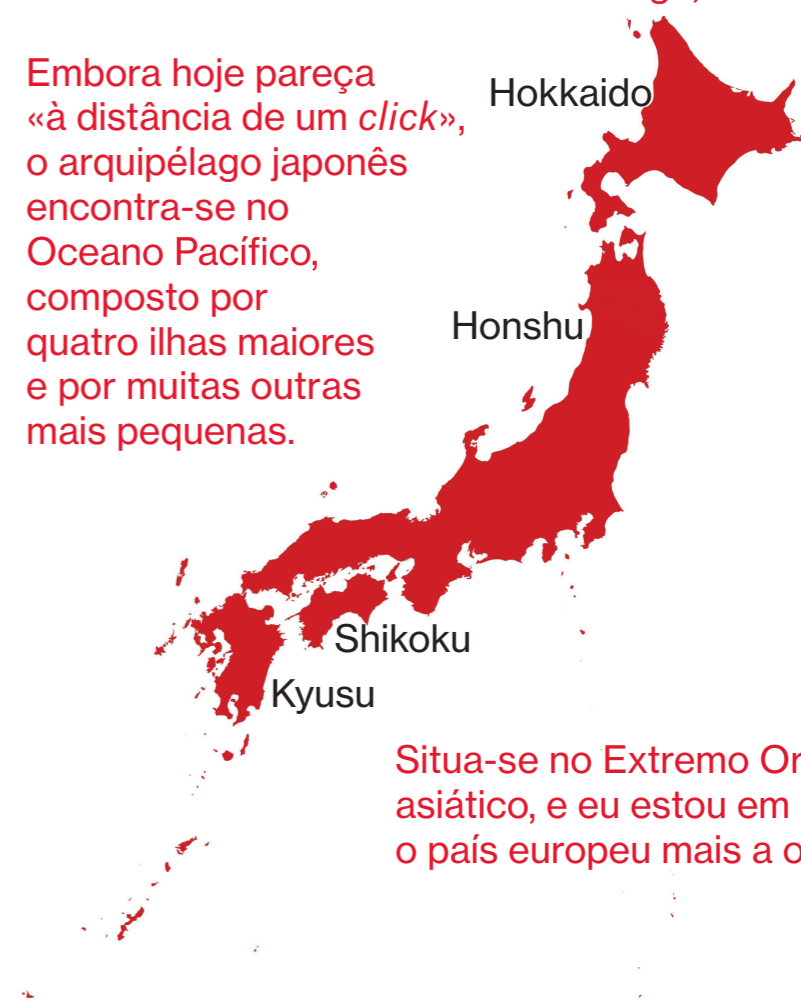 Embora hoje pareça
«à distância de um click»,
o arquipélago japonês
encontra-se no
Oceano Pacífico,
composto por
quatro ilhas maiores
e por muitas outras
mais pequenas.
Hokkaido
Honshu
Shikoku
Kyusu
Situa-se no Extremo Or
asiático, e eu estou em
o país europeu mais a o